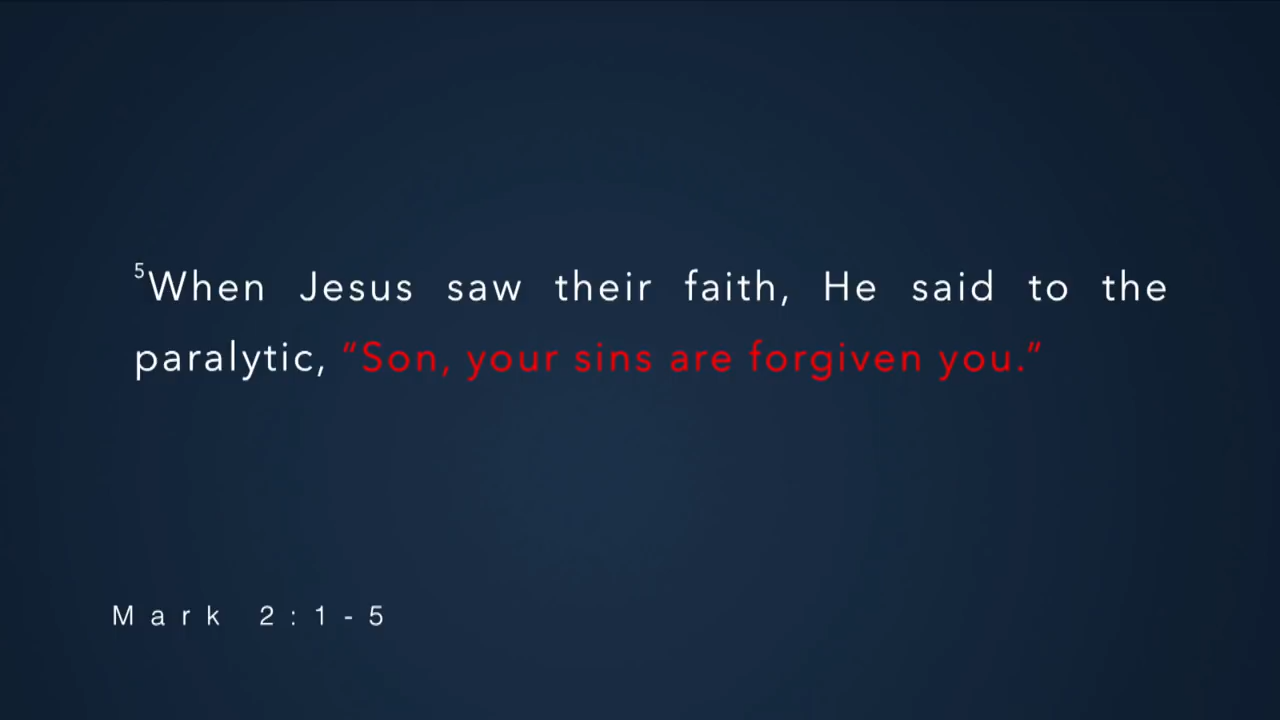 ⁵When Jesus saw their faith, He said to the
paralytic, “Son, your sins are forgiven you.”
Mark 2:1-5